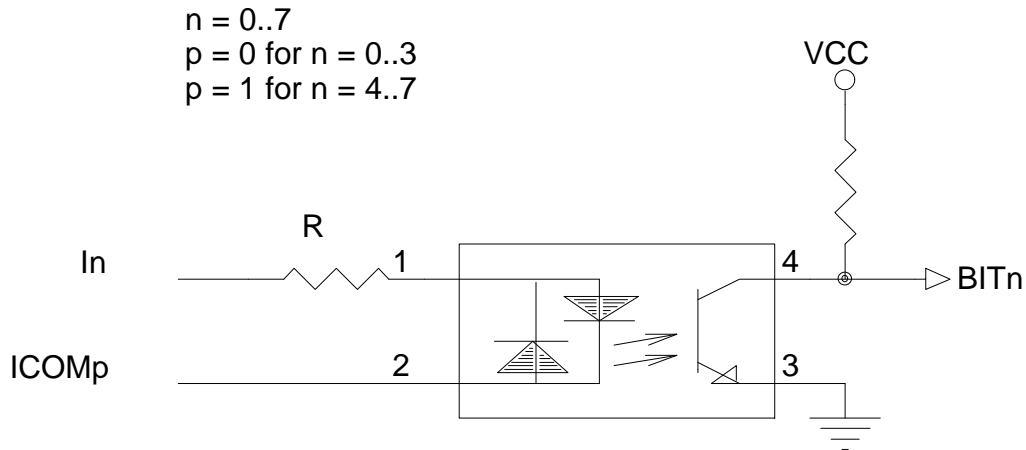 n = 0..7
p = 0 for n = 0..3
p = 1 for n = 4..7
VCC
R
In
1
4
BITn
ICOMp
2
3